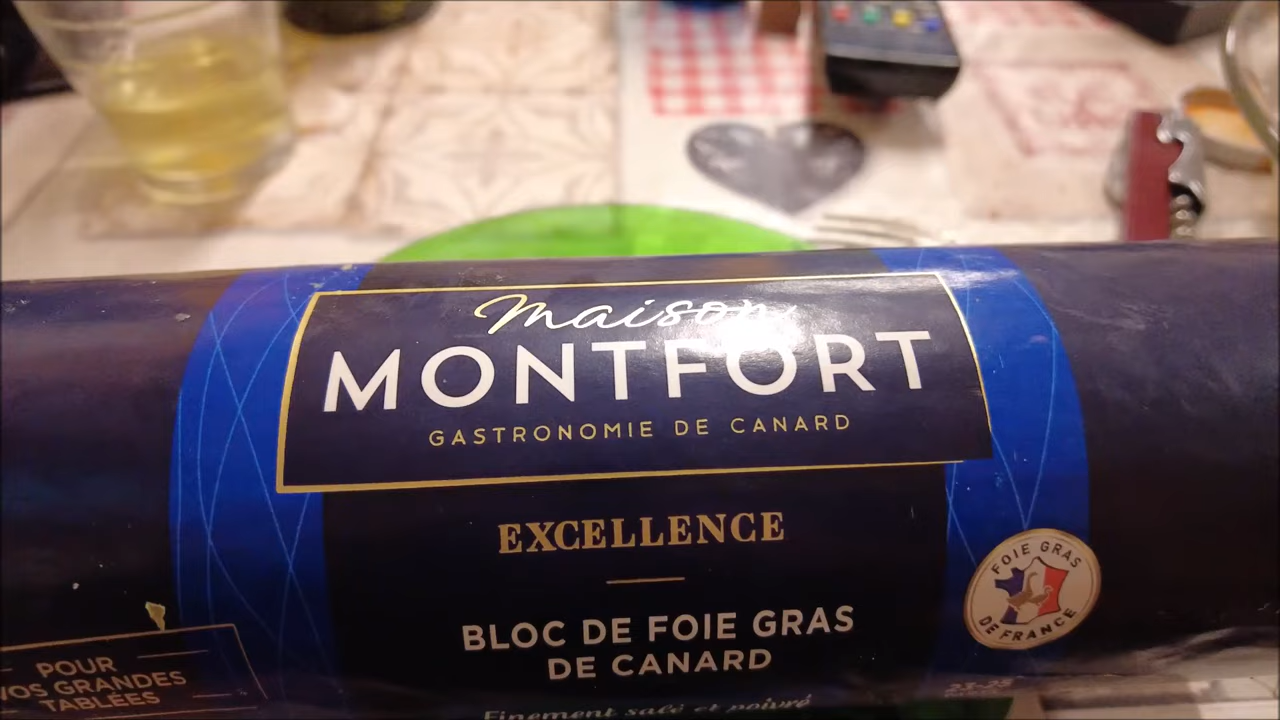 Maison
MONTFORT
GASTRONOMIE DE CANARD
EXCELLENCE
BLOC DE FOIE GRAS
DE CANARD
Finement salé et poivré
FOIE GRAS
DE FRANCE
POUR
VOS GRANDES
TABLÉES